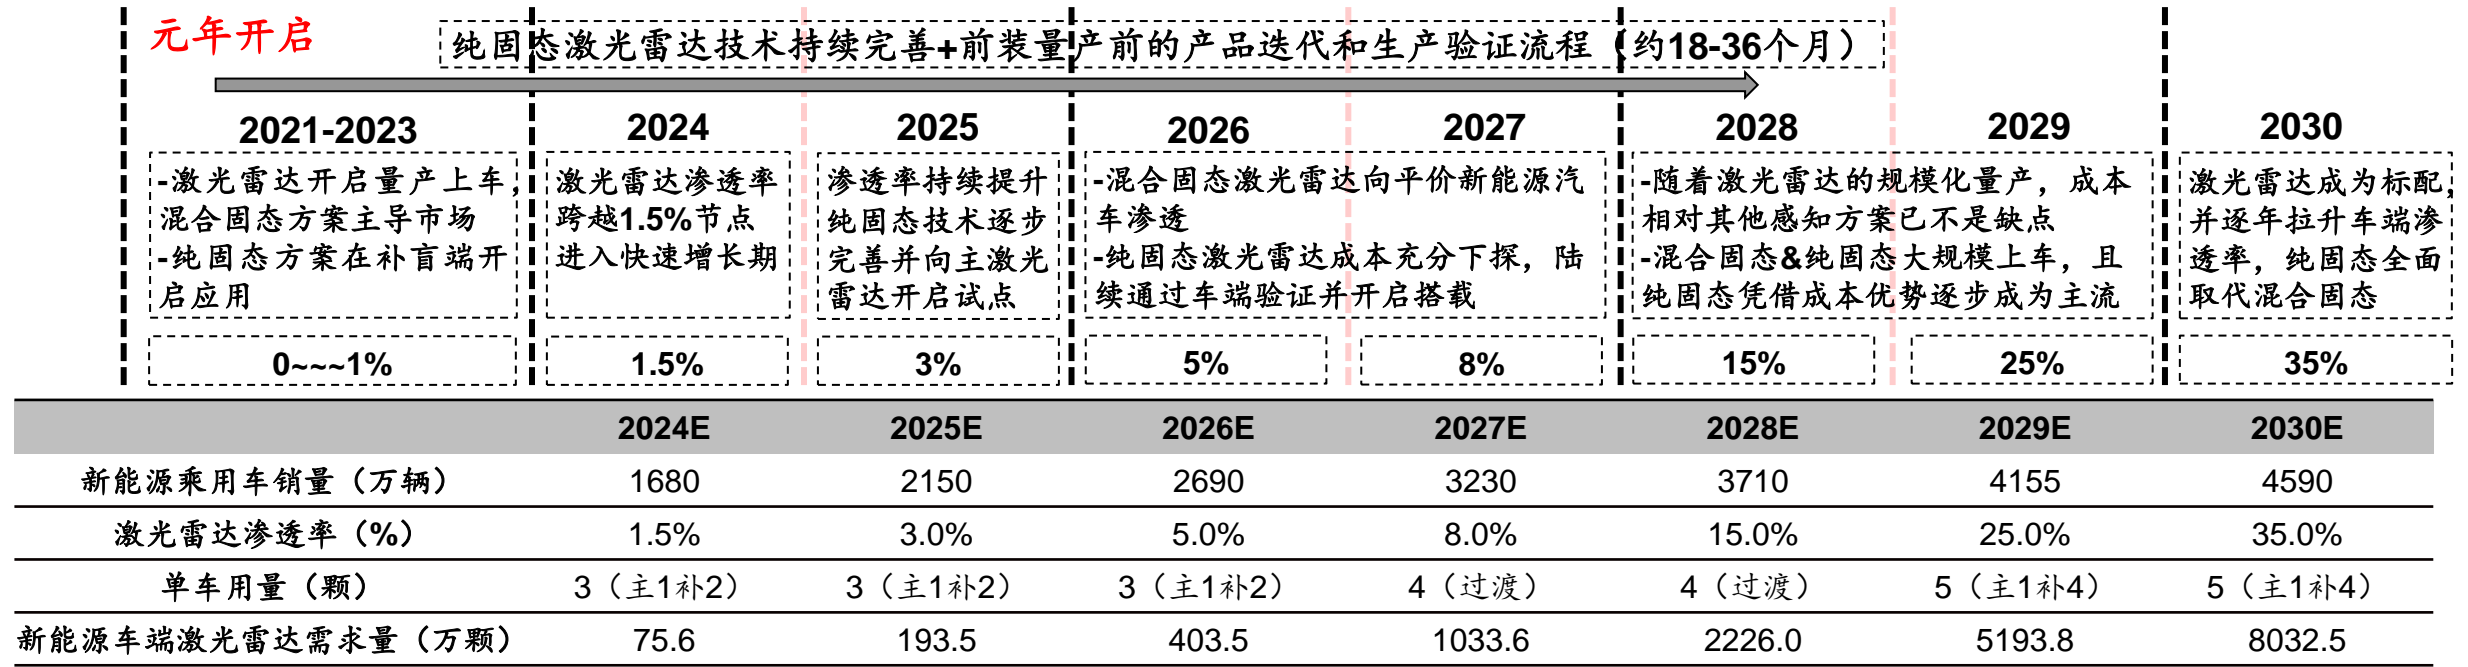 元年开启
纯固态激光雷达技术持续完善+前装量产前的产品迭代和生产验证流程（约18-36个月）
2021-2023 2024 2025 2026 2027 2028 2029 2030
-激光雷达开启量产上车，
混合固态方案主导市场
-纯固态方案在补盲端开
启应用
激光雷达渗透率
跨越1.5%节点
进入快速增长期
渗透率持续提升
纯固态技术逐步
完善并向主激光
雷达开启试点
-混合固态激光雷达向平价新能源汽
车渗透
-纯固态激光雷达成本充分下探，陆
续通过车端验证并开启搭载
-随着激光雷达的规模化量产，成本
相对其他感知方案已不是缺点
-混合固态&纯固态大规模上车，且
纯固态凭借成本优势逐步成为主流
激光雷达成为标配，
并逐年拉升车端渗
透率，纯固态全面
取代混合固态
0~~~1% 1.5% 3% 5% 8% 15% 25% 35%
2024E 2025E 2026E 2027E 2028E 2029E 2030E
新能源乘用车销量（万辆） 1680 2150 2690 3230 3710 4155 4590
激光雷达渗透率（%） 1.5% 3.0% 5.0% 8.0% 15.0% 25.0% 35.0%
单车用量（颗） 3（主1补2） 3（主1补2） 3（主1补2） 4（过渡） 4（过渡） 5（主1补4） 5（主1补4）
新能源车端激光雷达需求量（万颗） 75.6 193.5 403.5 1033.6 2226.0 5193.8 8032.5